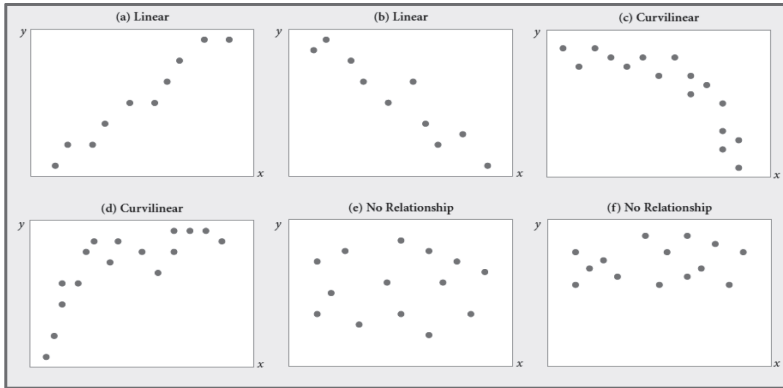 (a) Linear
y
x
(b) Linear
y
x
(c) Curvilinear
y
x
(d) Curvilinear
y
x
(e) No Relationship
y
x
(f) No Relationship
y
x